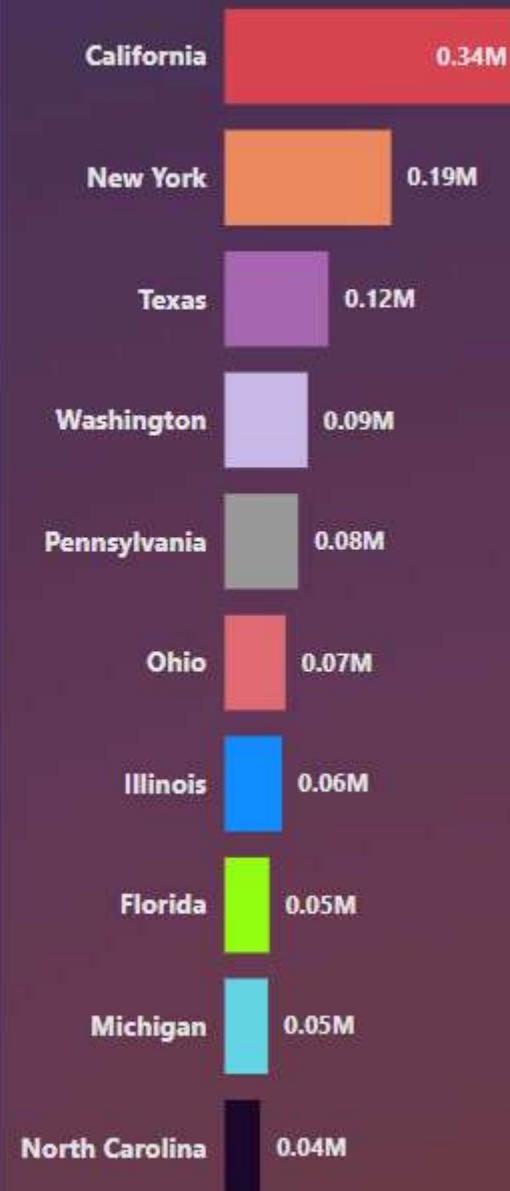 California 0.34M
New York 0.19M
Texas 0.12M
Washington 0.09M
Pennsylvania 0.08M
Ohio 0.07M
Illinois 0.06M
Florida 0.05M
Michigan 0.05M
North Carolina 0.04M